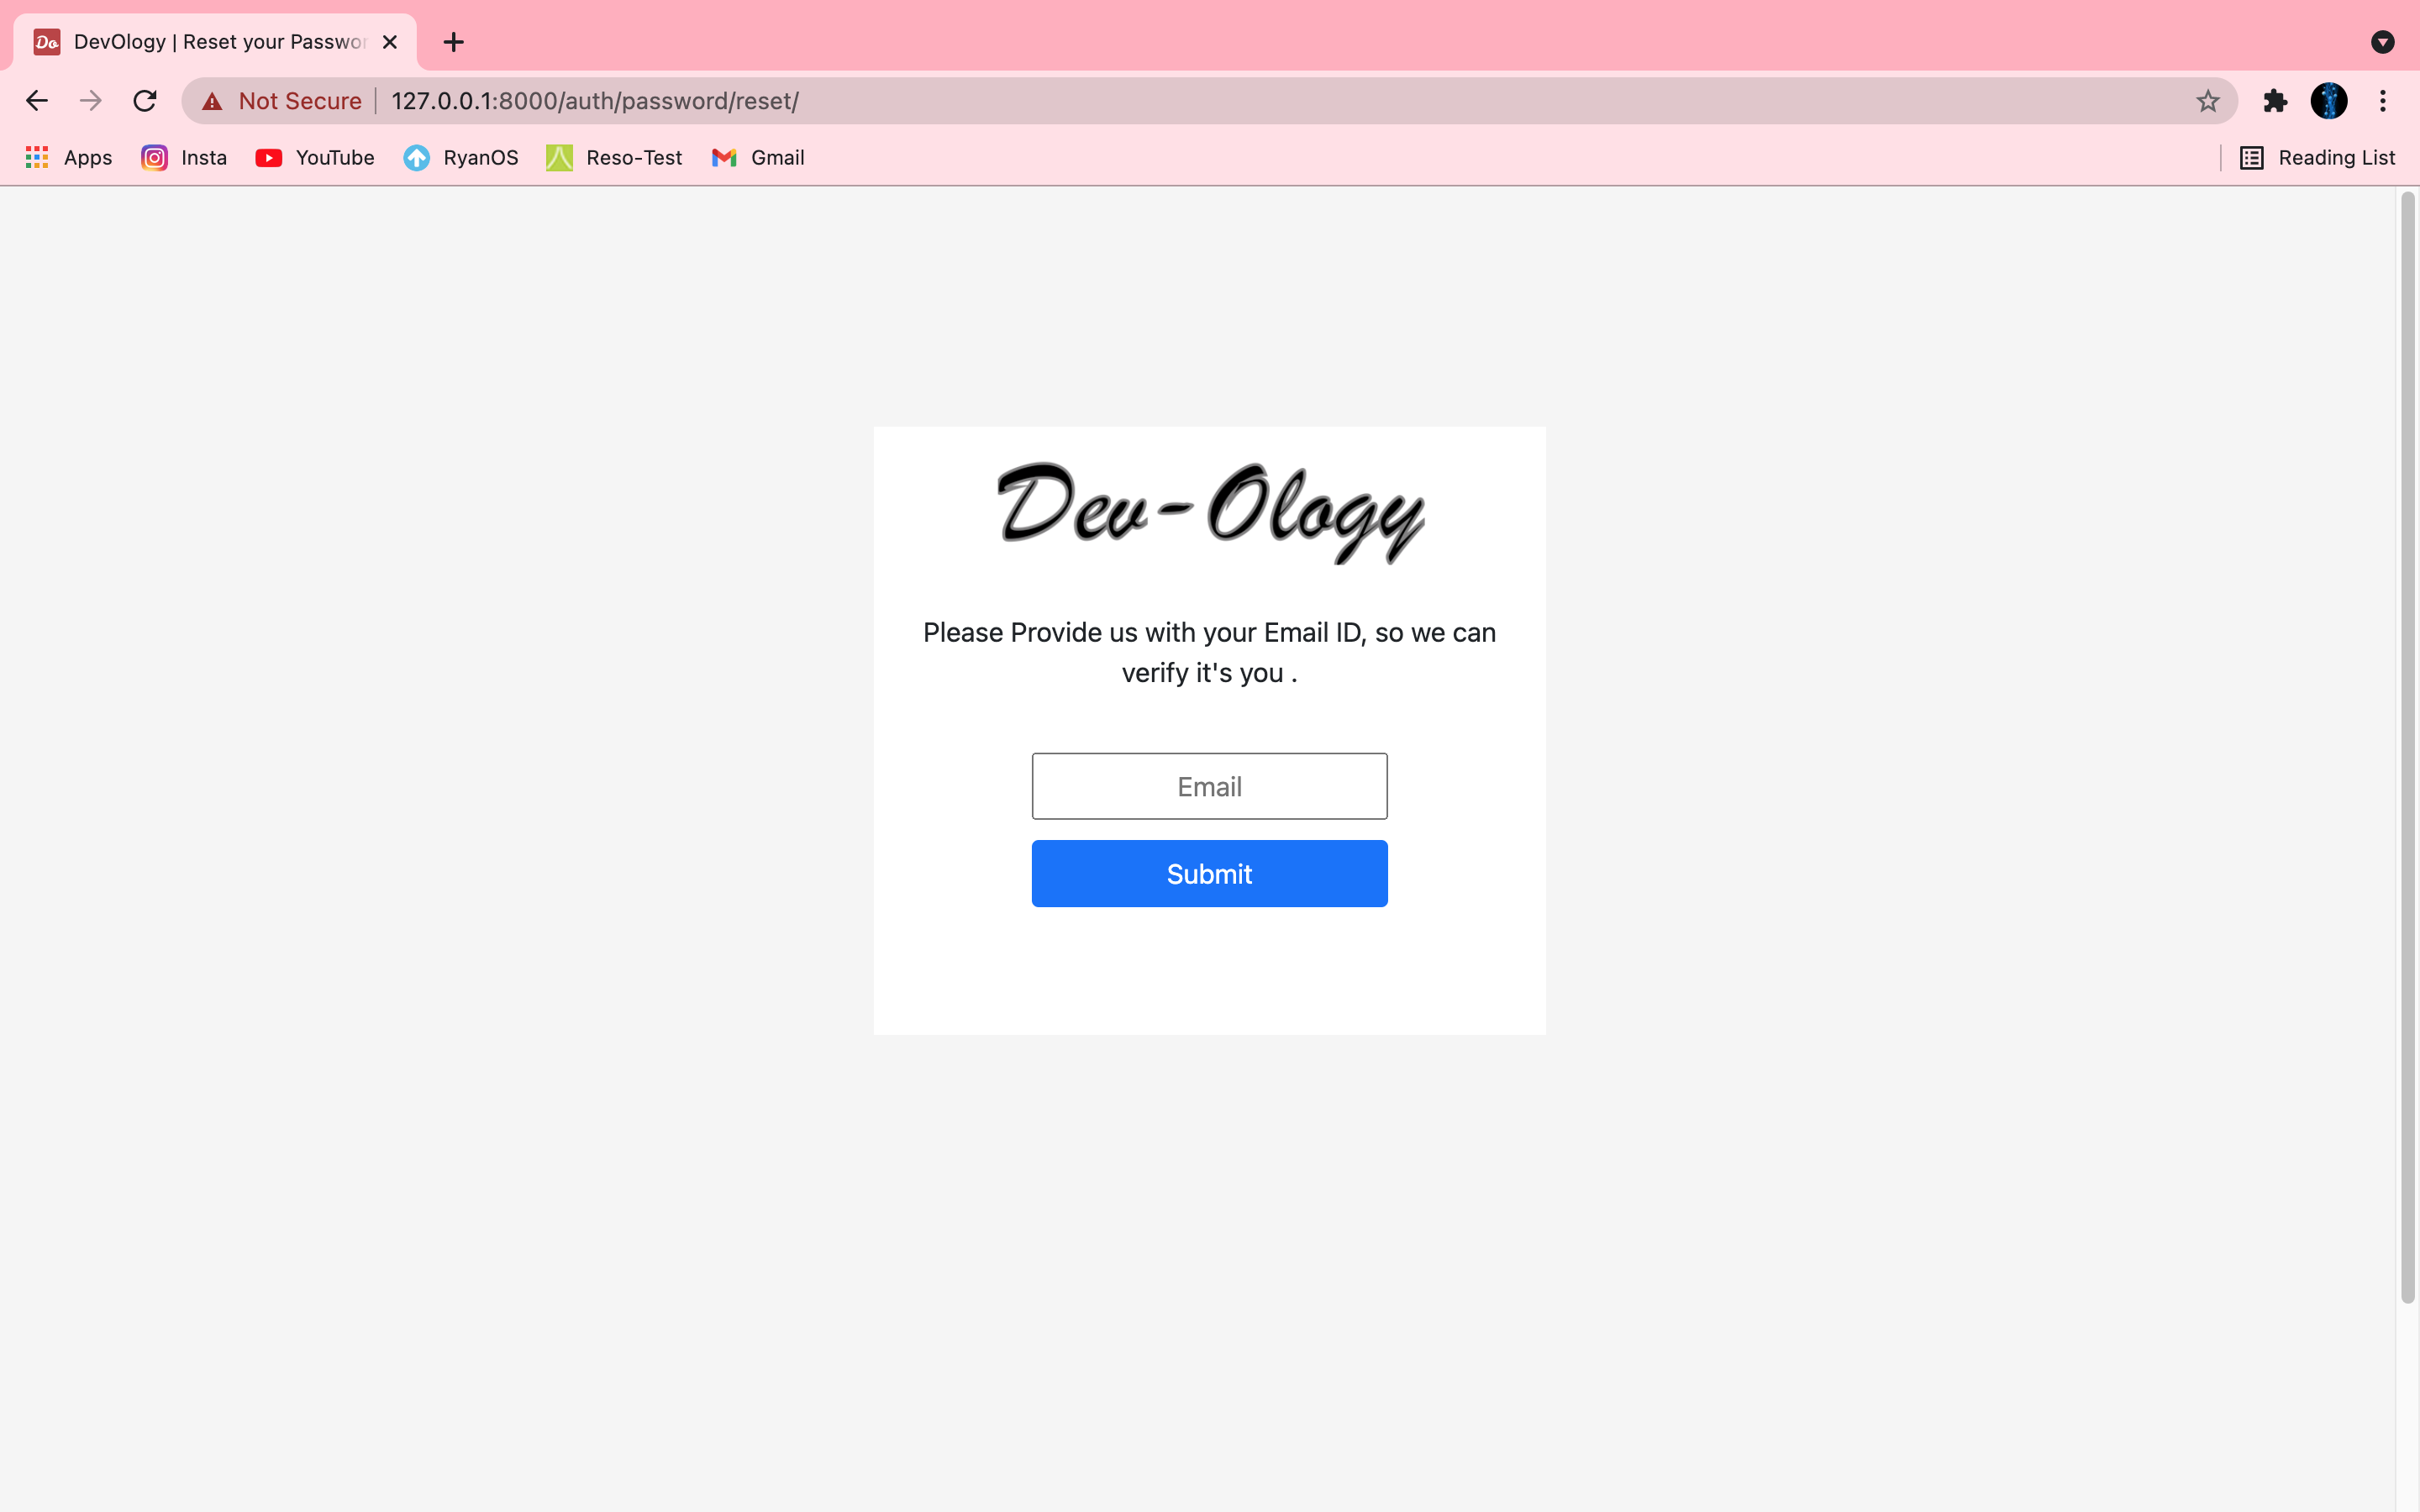 Do DevOlogy | Reset your Passwor
Not Secure 127.0.0.1:8000/auth/password/reset/
Apps Insta YouTube RyanOS Reso-Test Gmail Reading List
Dev-Ology
Please Provide us with your Email ID, so we can
verify it's you .
Email
Submit